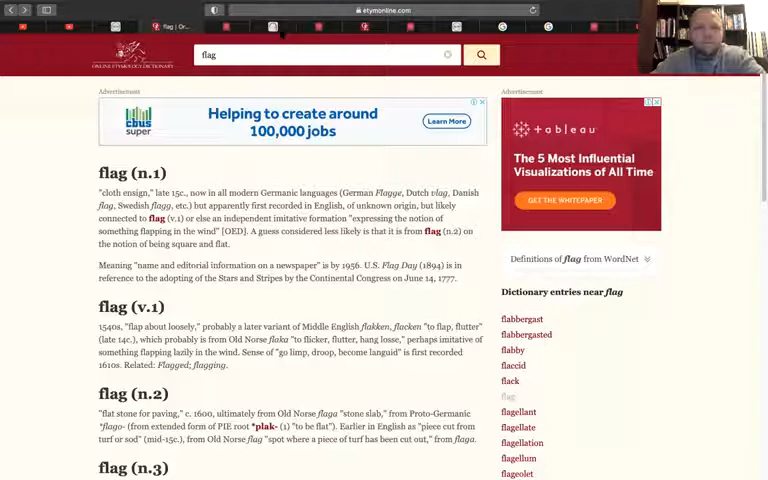 etymonline.com
flag | Or...
ONLINE ETYMOLOGY DICTIONARY
flag
Advertisement
Advertisement
cbus
super
Helping to create around
100,000 jobs
Learn More
+ableau
The 5 Most Influential
Visualizations of All Time
GET THE WHITEPAPER
flag (n.1)
"cloth ensign," late 15c., now in all modern Germanic languages (German Flagge, Dutch vlag, Danish
flag, Swedish flagg, etc.) but apparently first recorded in English, of unknown origin, but likely
connected to flag (v.1) or else an independent imitative formation "expressing the notion of
something flapping in the wind" [OED]. A guess considered less likely is that it is from flag (n.2) on
the notion of being square and flat.
Meaning "name and editorial information on a newspaper" is by 1956. U.S. Flag Day (1894) is in
reference to the adopting of the Stars and Stripes by the Continental Congress on June 14, 1777.
flag (v.1)
1540s, "flap about loosely," probably a later variant of Middle English flakken, flacken "to flap, flutter"
(late 14c.), which probably is from Old Norse flaka "to flicker, flutter, hang loose," perhaps imitative
of something flapping lazily in the wind. Sense of "go limp, droop, become languid" is first recorded
1610s. Related: Flagged; flagging.
flag (n.2)
"flat stone for paving," c. 1600, ultimately from Old Norse flaga "stone slab," from Proto-Germanic
*flago- (from extended form of PIE root *plak- (1) "to be flat"). Earlier in English as "piece cut from
turf or sod" (mid-15c.), from Old Norse flag "spot where a piece of turf has been cut out," from flaga.
flag (n.3)
Definitions of flag from WordNet
Dictionary entries near flag
flabbergast
flabbergasted
flabby
flaccid
flack
flag
flagellant
flagellate
flagellation
flagellum
flageolet